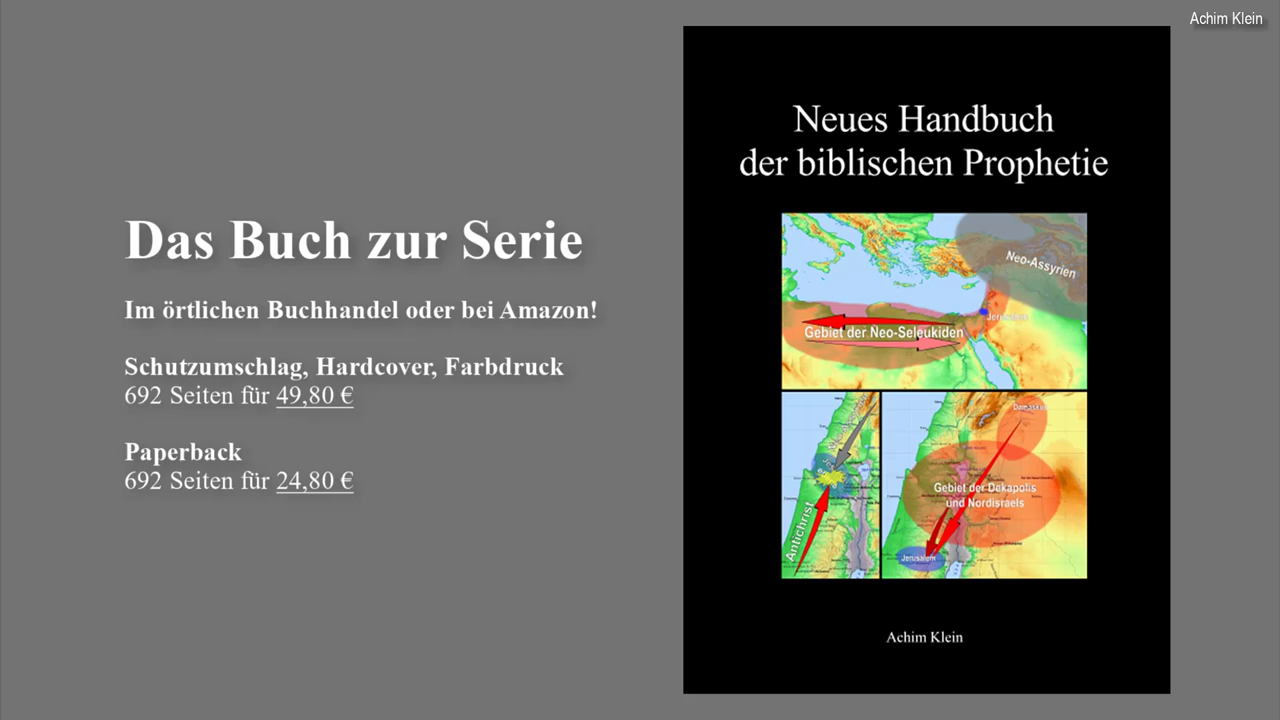 Achim Klein
Das Buch zur Serie
Im örtlichen Buchhandel oder bei Amazon!
Schutzumschlag, Hardcover, Farbdruck
692 Seiten für 49,80 €
Paperback
692 Seiten für 24,80 €
Neues Handbuch
der biblischen Prophetie
Neo-Assyrien
Jerusalem
Gebiet der Neo-Seleukiden
Damaskus
Gebiet der Dekapolis
und Nordisraels
Antichrist
Jerusalem
Achim Klein